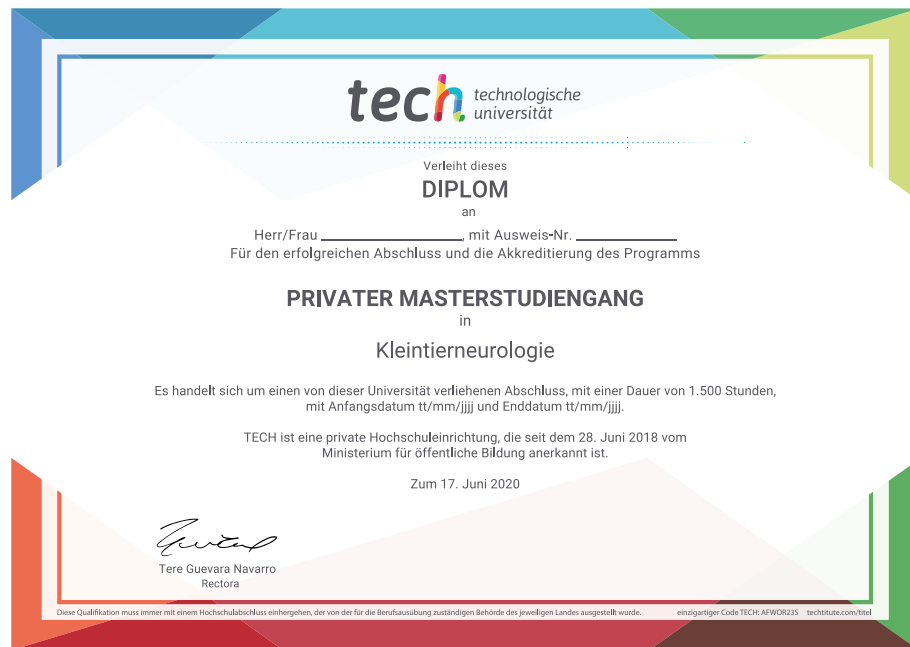 tech technologische
universität
Verleiht dieses
DIPLOM
an
Herr/Frau ____________, mit Ausweis-Nr. ____________
Für den erfolgreichen Abschluss und die Akkreditierung des Programms
PRIVATER MASTERSTUDIENGANG
in
Kleintierneurologie
Es handelt sich um einen von dieser Universität verliehenen Abschluss, mit einer Dauer von 1.500 Stunden,
mit Anfangsdatum tt/mm/jjjj und Enddatum tt/mm/jjjj.
TECH ist eine private Hochschuleinrichtung, die seit dem 28. Juni 2018 vom
Ministerium für öffentliche Bildung anerkannt ist.
Zum 17. Juni 2020
Tere Guevara Navarro
Rectora
Diese Qualifikation muss immer mit einem Hochschulabschluss einhergehen, der von der für die Berufsausübung zuständigen Behörde des jeweiligen Landes ausgestellt wurde. einzigartiger Code TECH: AFWOR23S techtitute.com/titel